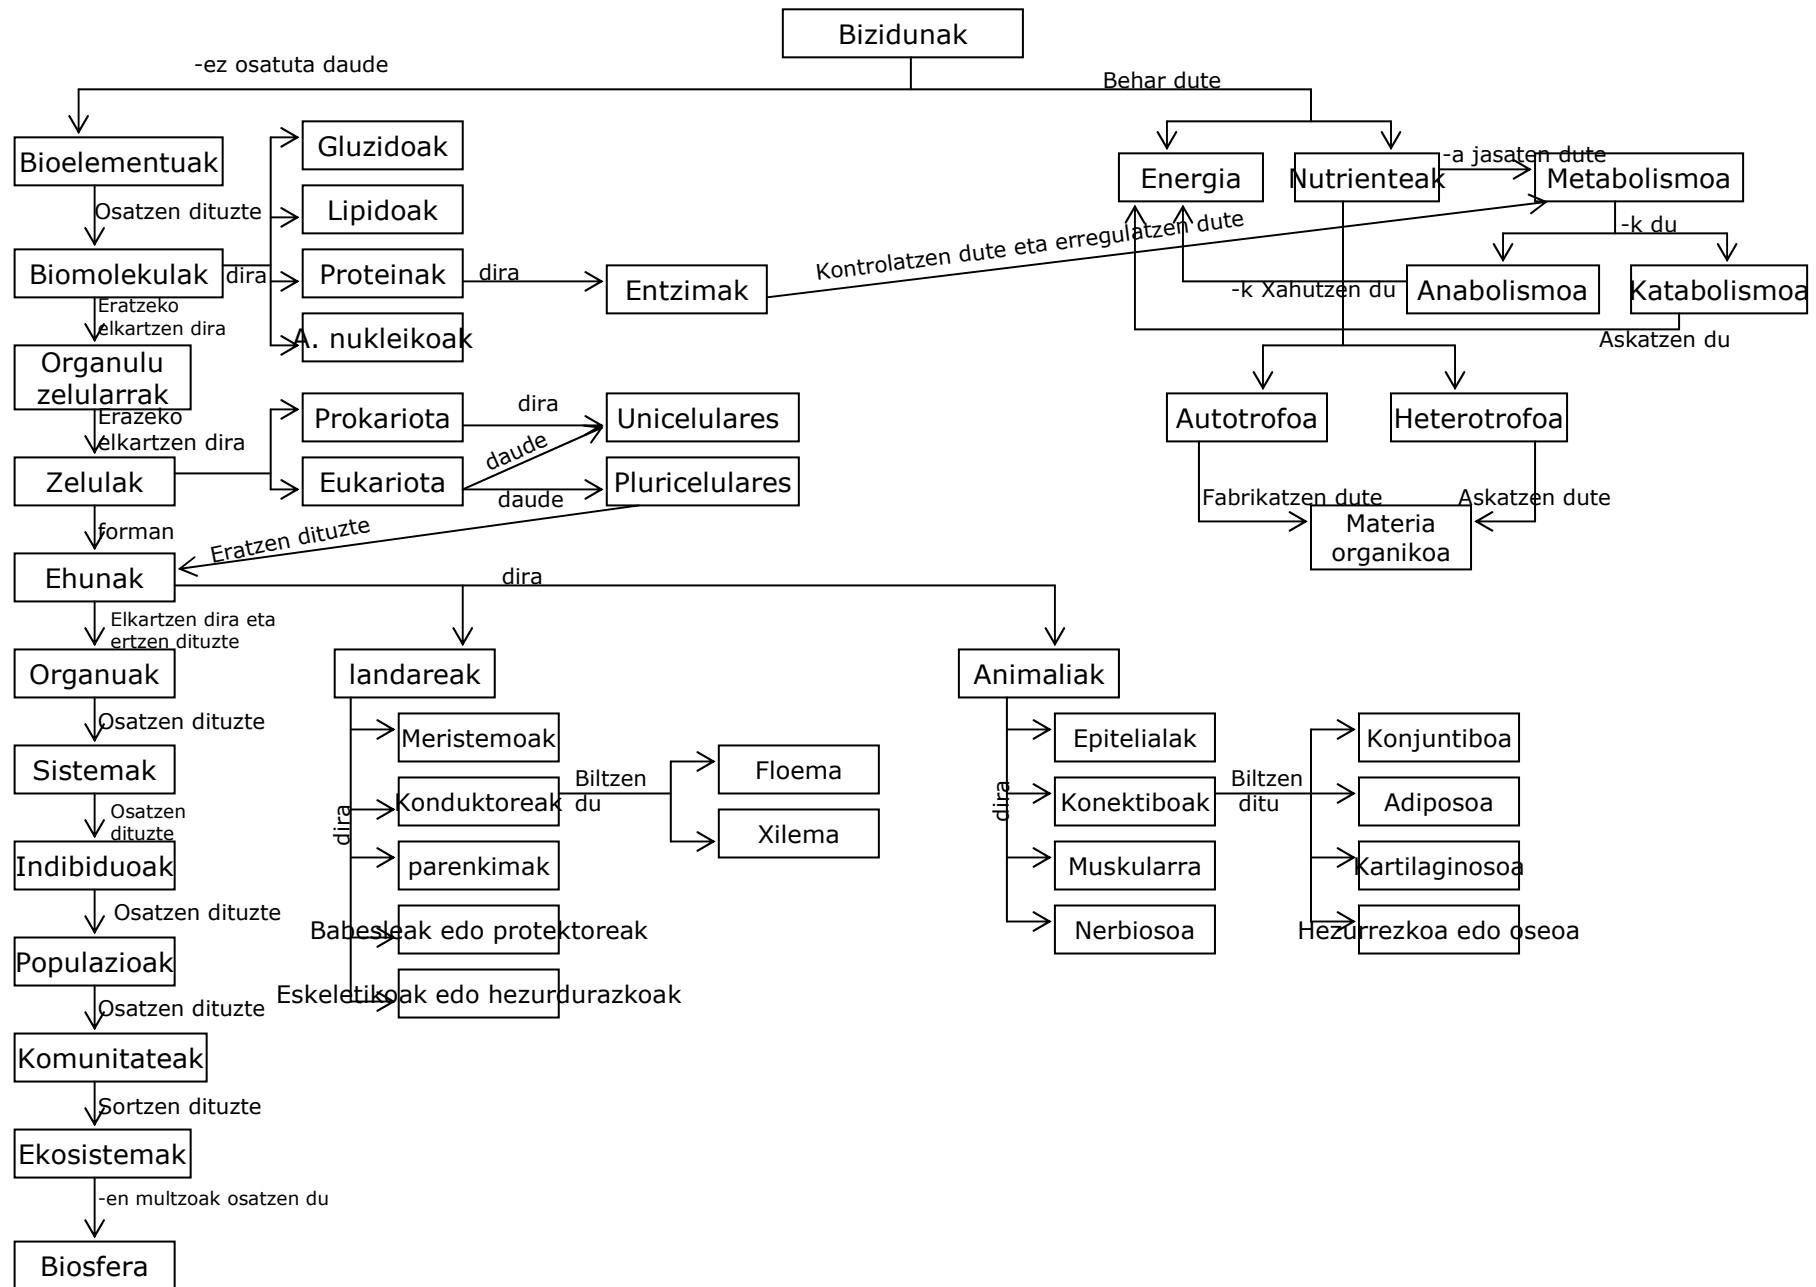 Bizidunak
-ez osatuta daude
Behar dute
Bioelementuak
Gluzidoak
Energia
Nutrienteak
-a jasaten dute
Metabolismoa
Osatzen dituzte
Lipidoak
-k du
Kontrolatzen dute eta erregulatzen dute
Biomolekulak
dira
Proteinak
dira
Entzimak
-k Xahutzen du
Anabolismoa
Katabolismoa
Eratzeko
elkartzen dira
A. nukleikoak
Askatzen du
Organulu
zelularrak
Erazeko
elkartzen dira
Prokariota
dira
Unicelulares
Autotrofoa
Heterotrofoa
daude
Zelulak
Eukariota
daude
Pluricelulares
Fabrikatzen dute
Askatzen dute
Materia
organikoa
forman
Eratzen dituzte
Ehunak
dira
Elkartzen dira eta
ertzen dituzte
Organuak
landareak
Animaliak
Osatzen dituzte
Meristemoak
Epitelialak
Konjuntiboa
Sistemak
Floema
dira
Konduktoreak
Biltzen
du
dira
Konektiboak
Biltzen
ditu
Adiposoa
Osatzen
dituzte
Xilema
Indibiduoak
parenkimak
Muskularra
Kartilaginosoa
Osatzen dituzte
Babesleak edo protektoreak
Nerbiosoa
Hezurrezkoa edo oseoa
Populazioak
Eskeletikoak edo hezurdurazkoak
Osatzen dituzte
Komunitateak
Sortzen dituzte
Ekosistemak
-en multzoak osatzen du
Biosfera